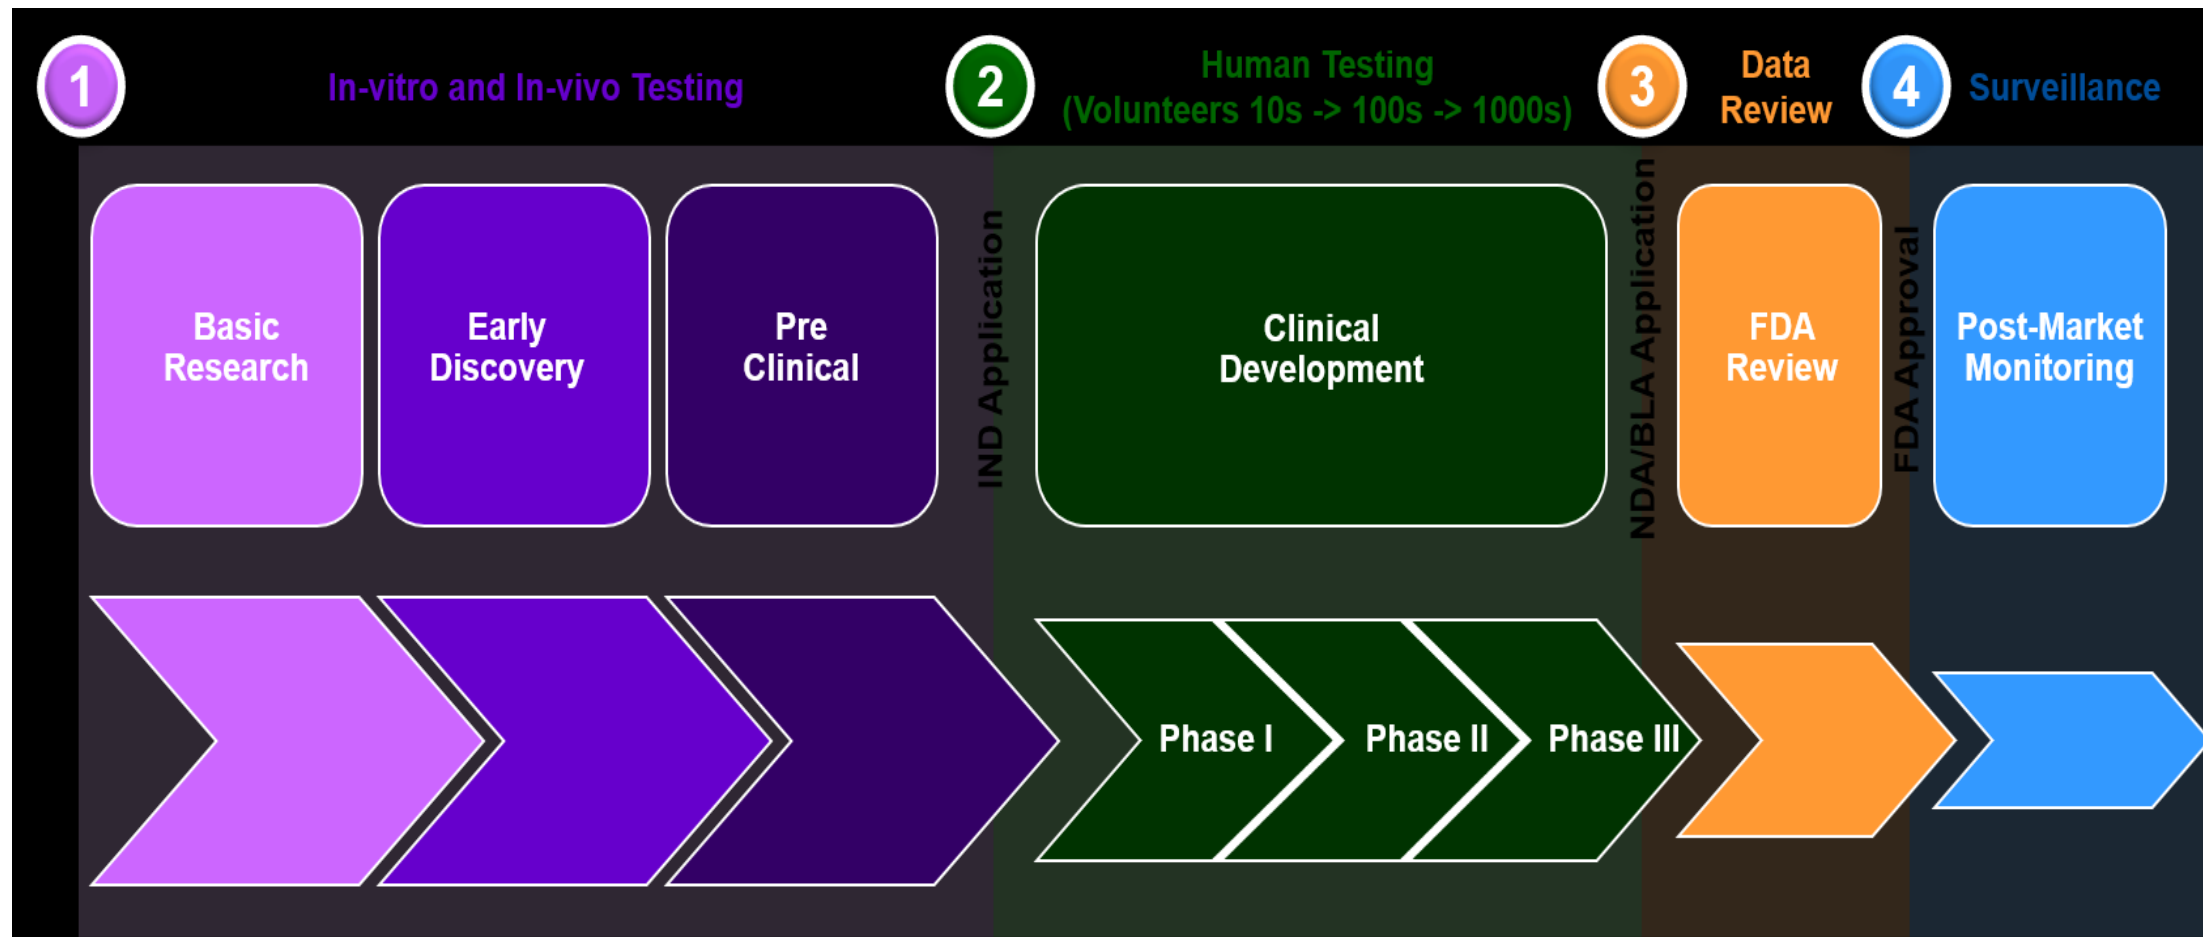 1
In-vitro and In-vivo Testing
2
Human Testing
(Volunteers 10s -> 100s -> 1000s)
3
Data
Review
4
Surveillance
Basic
Research
Early
Discovery
Pre
Clinical
IND Application
Clinical
Development
NDA/BLA Application
FDA
Review
FDA Approval
Post-Market
Monitoring
Phase I
Phase II
Phase III